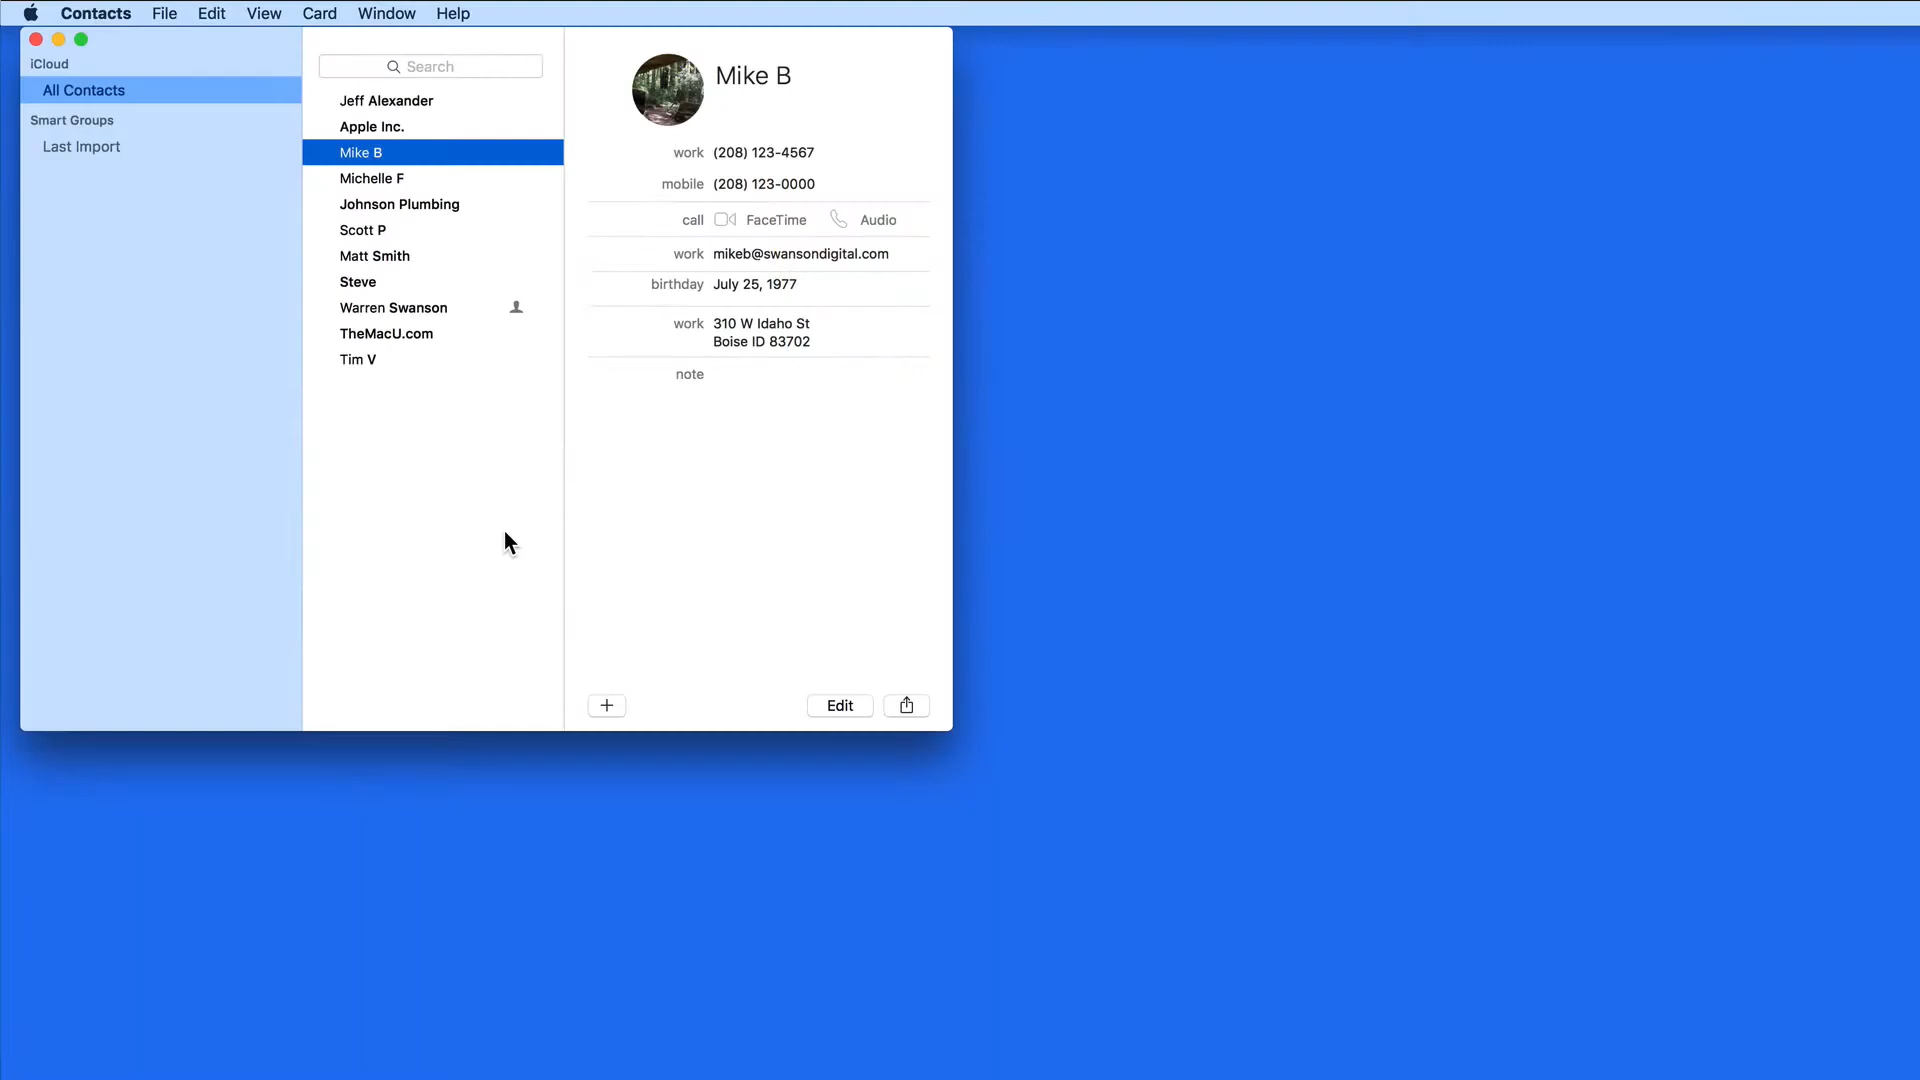 Contacts File Edit View Card Window Help
iCloud
All Contacts
Smart Groups
Last Import
Search
Jeff Alexander
Apple Inc.
Mike B
Michelle F
Johnson Plumbing
Scott P
Matt Smith
Steve
Warren Swanson
TheMacU.com
Tim V
Mike B
work (208) 123-4567
mobile (208) 123-0000
call FaceTime Audio
work mikeb@swansondigital.com
birthday July 25, 1977
work 310 W Idaho St
Boise ID 83702
note
Edit